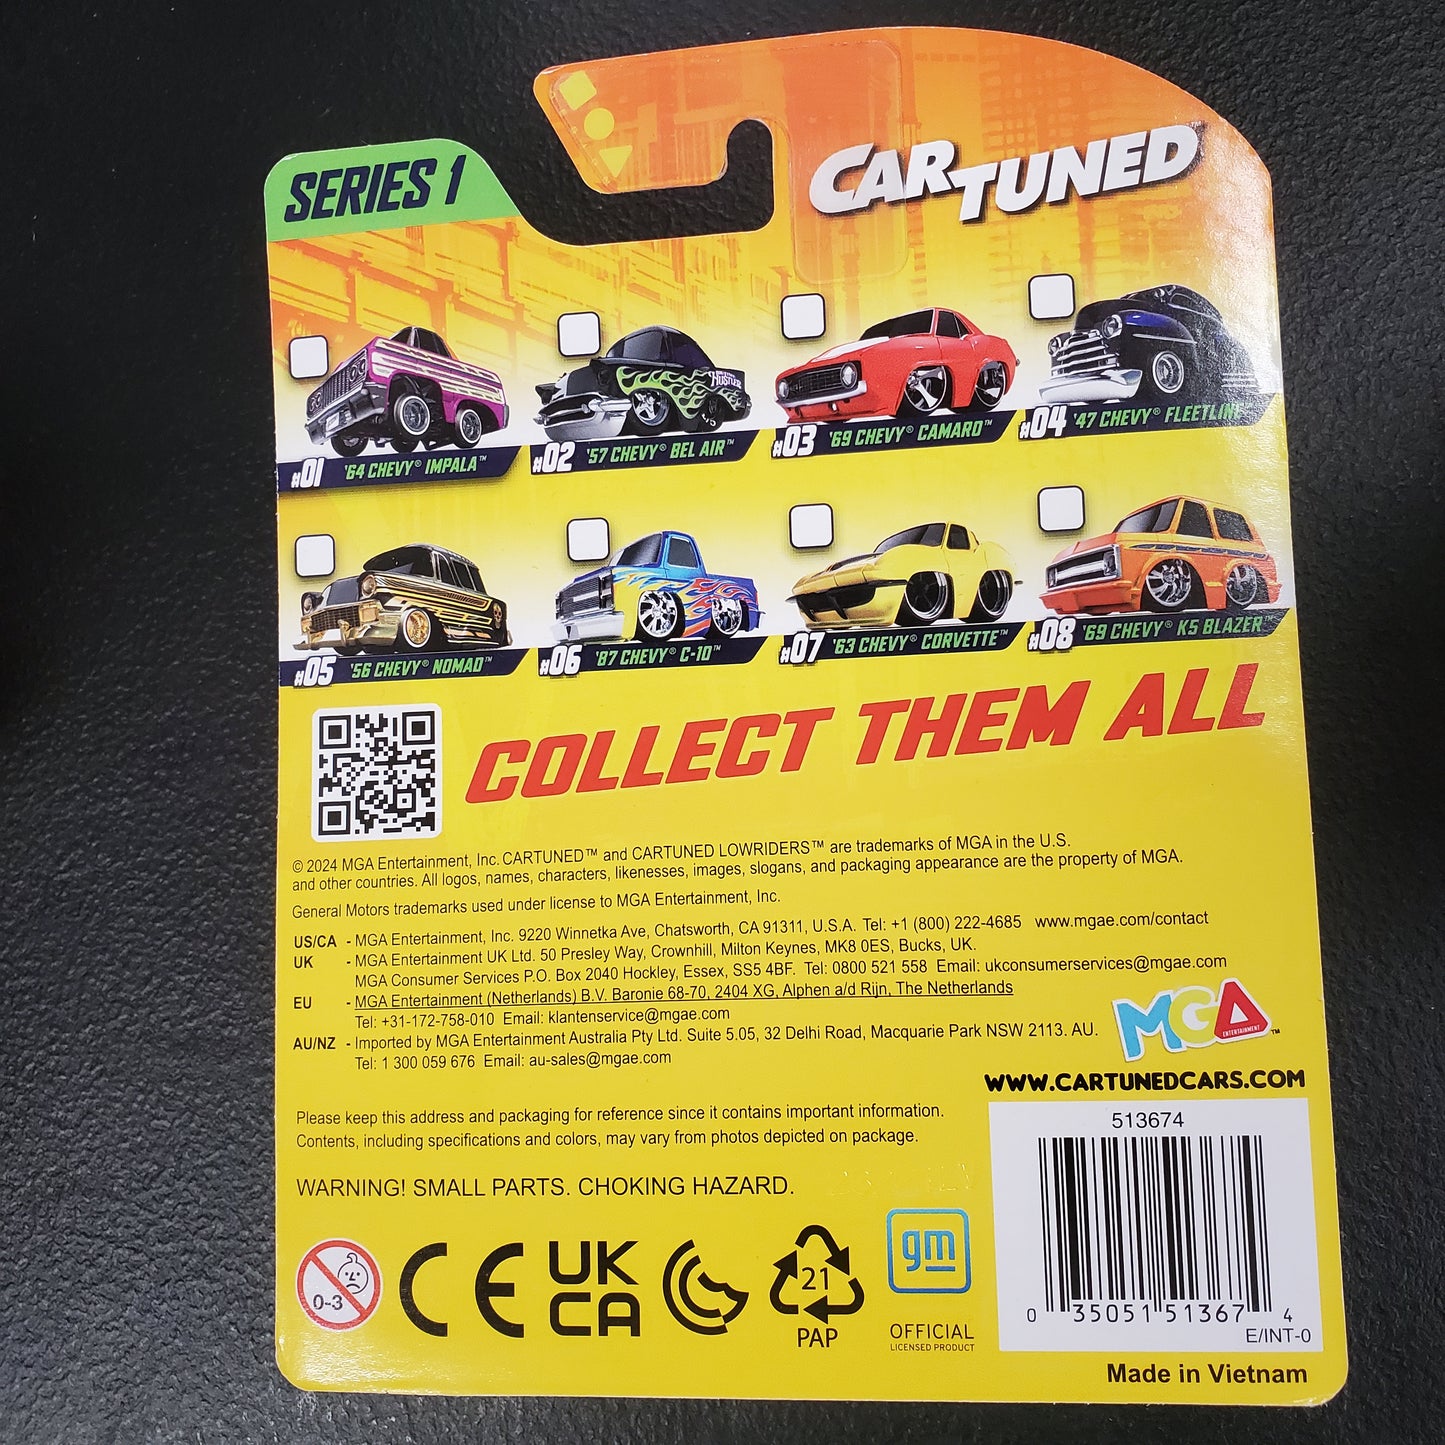 SERIES 1
CARTUNED
#01 '64 CHEVY® IMPALA™
#02 '57 CHEVY® BEL AIR™
#03 '69 CHEVY® CAMARO™
#04 '47 CHEVY® FLEETLINE™
#05 '56 CHEVY® NOMAD™
#06 '87 CHEVY® C-10™
#07 '63 CHEVY® CORVETTE™
#08 '69 CHEVY® K5 BLAZER™
COLLECT THEM ALL
© 2024 MGA Entertainment, Inc. CARTUNED™ and CARTUNED LOWRIDERS™ are trademarks of MGA in the U.S.
and other countries. All logos, names, characters, likenesses, images, slogans, and packaging appearance are the property of MGA.
General Motors trademarks used under license to MGA Entertainment, Inc.
US/CA - MGA Entertainment, Inc. 9220 Winnetka Ave, Chatsworth, CA 91311, U.S.A. Tel: +1 (800) 222-4685 www.mgae.com/contact
UK - MGA Entertainment UK Ltd. 50 Presley Way, Crownhill, Milton Keynes, MK8 0ES, Bucks, UK.
MGA Consumer Services P.O. Box 2040 Hockley, Essex, SS5 4BF. Tel: 0800 521 558 Email: ukconsumerservices@mgae.com
EU - MGA Entertainment (Netherlands) B.V. Baronie 68-70, 2404 XG, Alphen a/d Rijn, The Netherlands
Tel: +31-172-758-010 Email: klantenservice@mgae.com
AU/NZ - Imported by MGA Entertainment Australia Pty Ltd. Suite 5.05, 32 Delhi Road, Macquarie Park NSW 2113. AU.
Tel: 1 300 059 676 Email: au-sales@mgae.com
MGA
ENTERTAINMENT™
WWW.CARTUNEDCARS.COM
Please keep this address and packaging for reference since it contains important information.
Contents, including specifications and colors, may vary from photos depicted on package.
WARNING! SMALL PARTS. CHOKING HAZARD.
513674
0 35051 51367 4
E/INT-0
0-3
CE
UK
CA
21
PAP
gm
OFFICIAL
LICENSED PRODUCT
Made in Vietnam